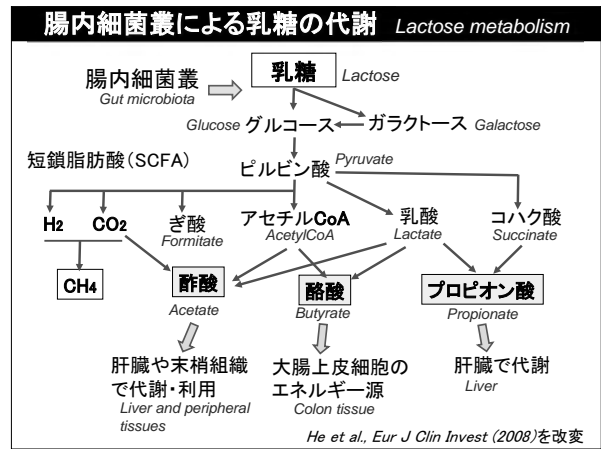 腸内細菌叢による乳糖の代謝 Lactose metabolism
腸内細菌叢
Gut microbiota
乳糖 Lactose
Glucose グルコース ガラクトース Galactose
短鎖脂肪酸(SCFA)
ピルビン酸 Pyruvate
H2 CO2 ぎ酸 アセチルCoA 乳酸 コハク酸
Formitate AcetylCoA Lactate Succinate
CH4 酢酸 酪酸 プロピオン酸
Acetate Butyrate Propionate
肝臓や末梢組織
で代謝・利用
Liver and peripheral
tissues
大腸上皮細胞の
エネルギー源
Colon tissue
肝臓で代謝
Liver
He et al., Eur J Clin Invest (2008)を改変